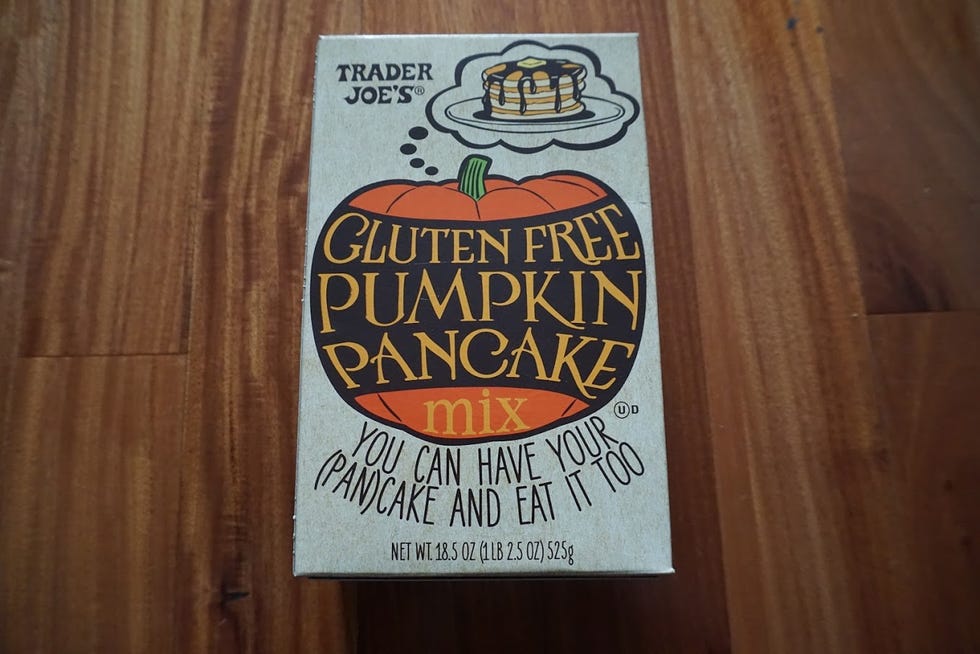 TRADER
JOE'S®
GLUTEN FREE
PUMPKIN
PANCAKE
mix
U D
YOU CAN HAVE YOUR
(PAN)CAKE AND EAT IT TOO
NET WT. 18.5 OZ (1 LB 2.5 OZ) 525g